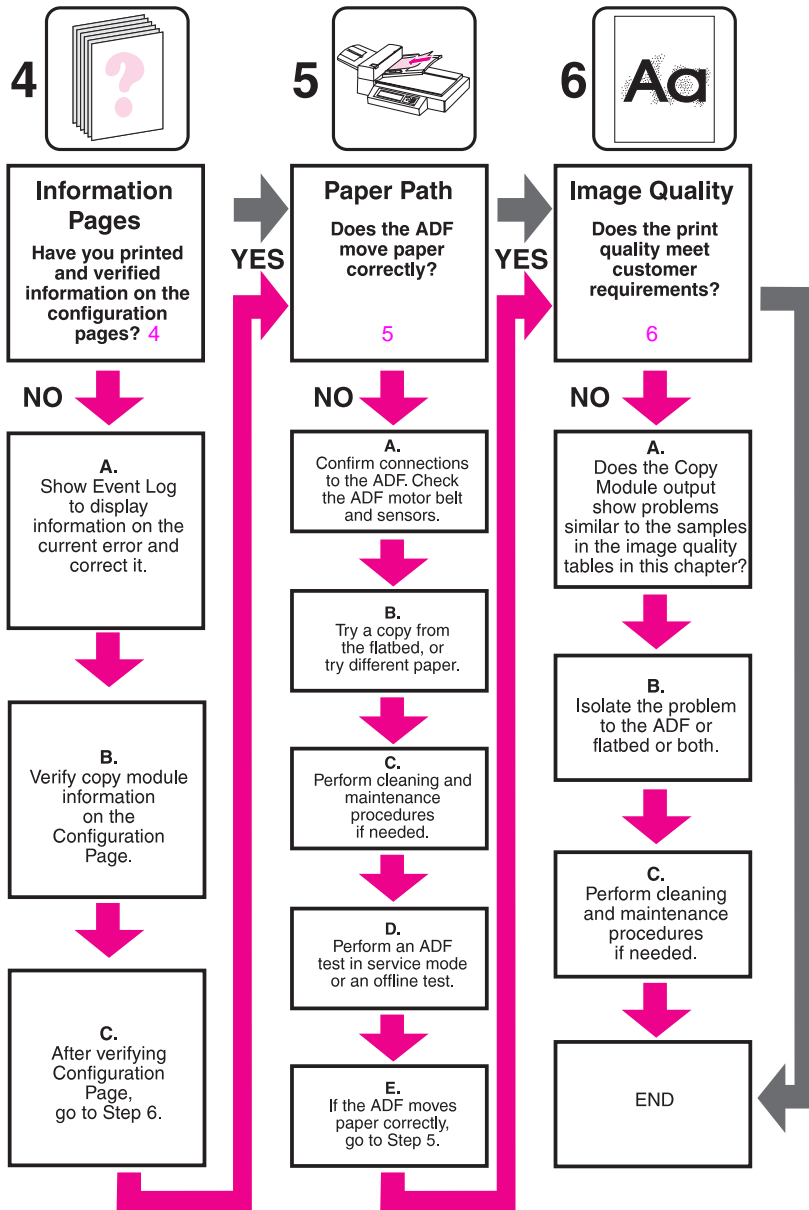 4
?
Information
Pages
Have you printed
and verified
information on the
configuration
pages? 4
YES
NO
A.
Show Event Log
to display
information on the
current error and
correct it.
B.
Verify copy module
information
on the
Configuration
Page.
C.
After verifying
Configuration
Page,
go to Step 6.
5
Paper Path
Does the ADF
move paper
correctly?
5
YES
NO
A.
Confirm connections
to the ADF. Check
the ADF motor belt
and sensors.
B.
Try a copy from
the flatbed, or
try different paper.
C.
Perform cleaning and
maintenance
procedures
if needed.
D.
Perform an ADF
test in service mode
or an offline test.
E.
If the ADF moves
paper correctly,
go to Step 5.
6
Aa
Image Quality
Does the print
quality meet
customer
requirements?
6
NO
A.
Does the Copy
Module output
show problems
similar to the samples
in the image quality
tables in this chapter?
B.
Isolate the problem
to the ADF or
flatbed or both.
C.
Perform cleaning
and maintenance
procedures
if needed.
END